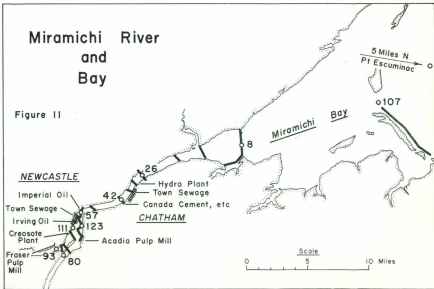 Miramichi River
and
Bay
Figure 11
5 Miles N
Pt Escuminac
107
Miramichi Bay
8
26
Hydro Plant
Town Sewage
42
Canada Cement, etc
NEWCASTLE
CHATHAM
Imperial Oil
Town Sewage
57
Irving Oil
111
123
Creosote
Plant
Acadia Pulp Mill
Fraser
Pulp
Mill
93
80
Scale
0 5 10 Miles